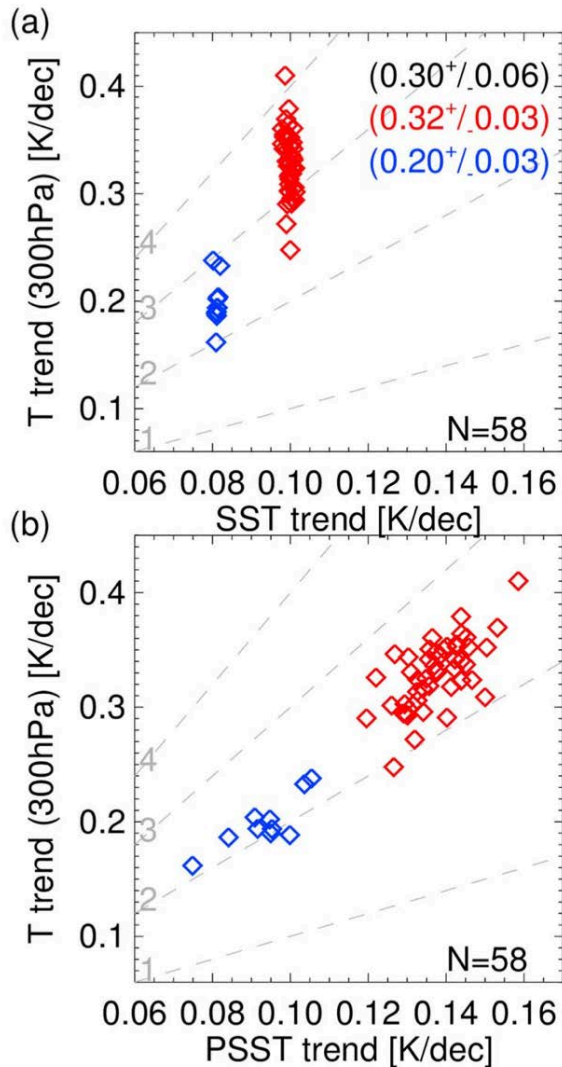 (a)
T trend (300hPa) [K/dec]
0.4
0.3
0.2
0.1
(0.30+/-0.06)
(0.32+/-0.03)
(0.20+/-0.03)
4
3
2
1
N=58
0.06 0.08 0.10 0.12 0.14 0.16
SST trend [K/dec]
(b)
T trend (300hPa) [K/dec]
0.4
0.3
0.2
0.1
4
3
2
1
N=58
0.06 0.08 0.10 0.12 0.14 0.16
PSST trend [K/dec]